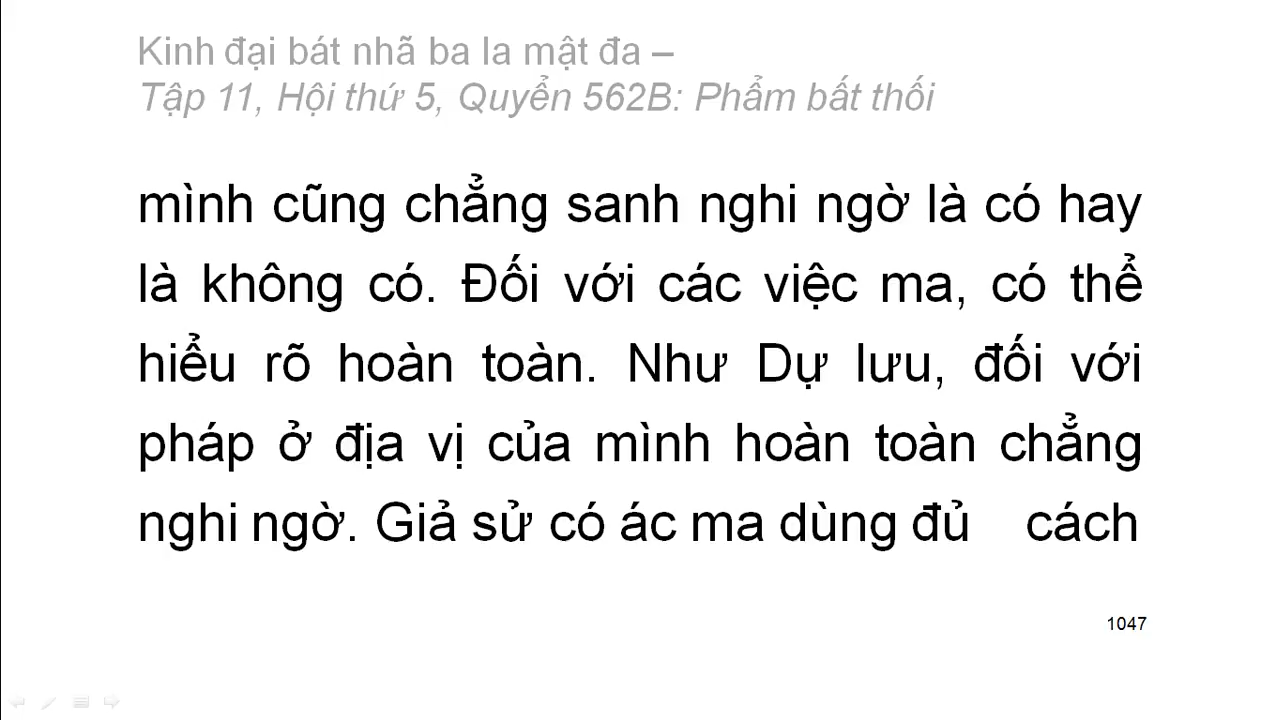 Kinh đại bát nhã ba la mật đa –
Tập 11, Hội thứ 5, Quyển 562B: Phẩm bất thối
mình cũng chẳng sanh nghi ngờ là có hay
là không có. Đối với các việc ma, có thể
hiểu rõ hoàn toàn. Như Dự lưu, đối với
pháp ở địa vị của mình hoàn toàn chẳng
nghi ngờ. Giả sử có ác ma dùng đủ cách
1047